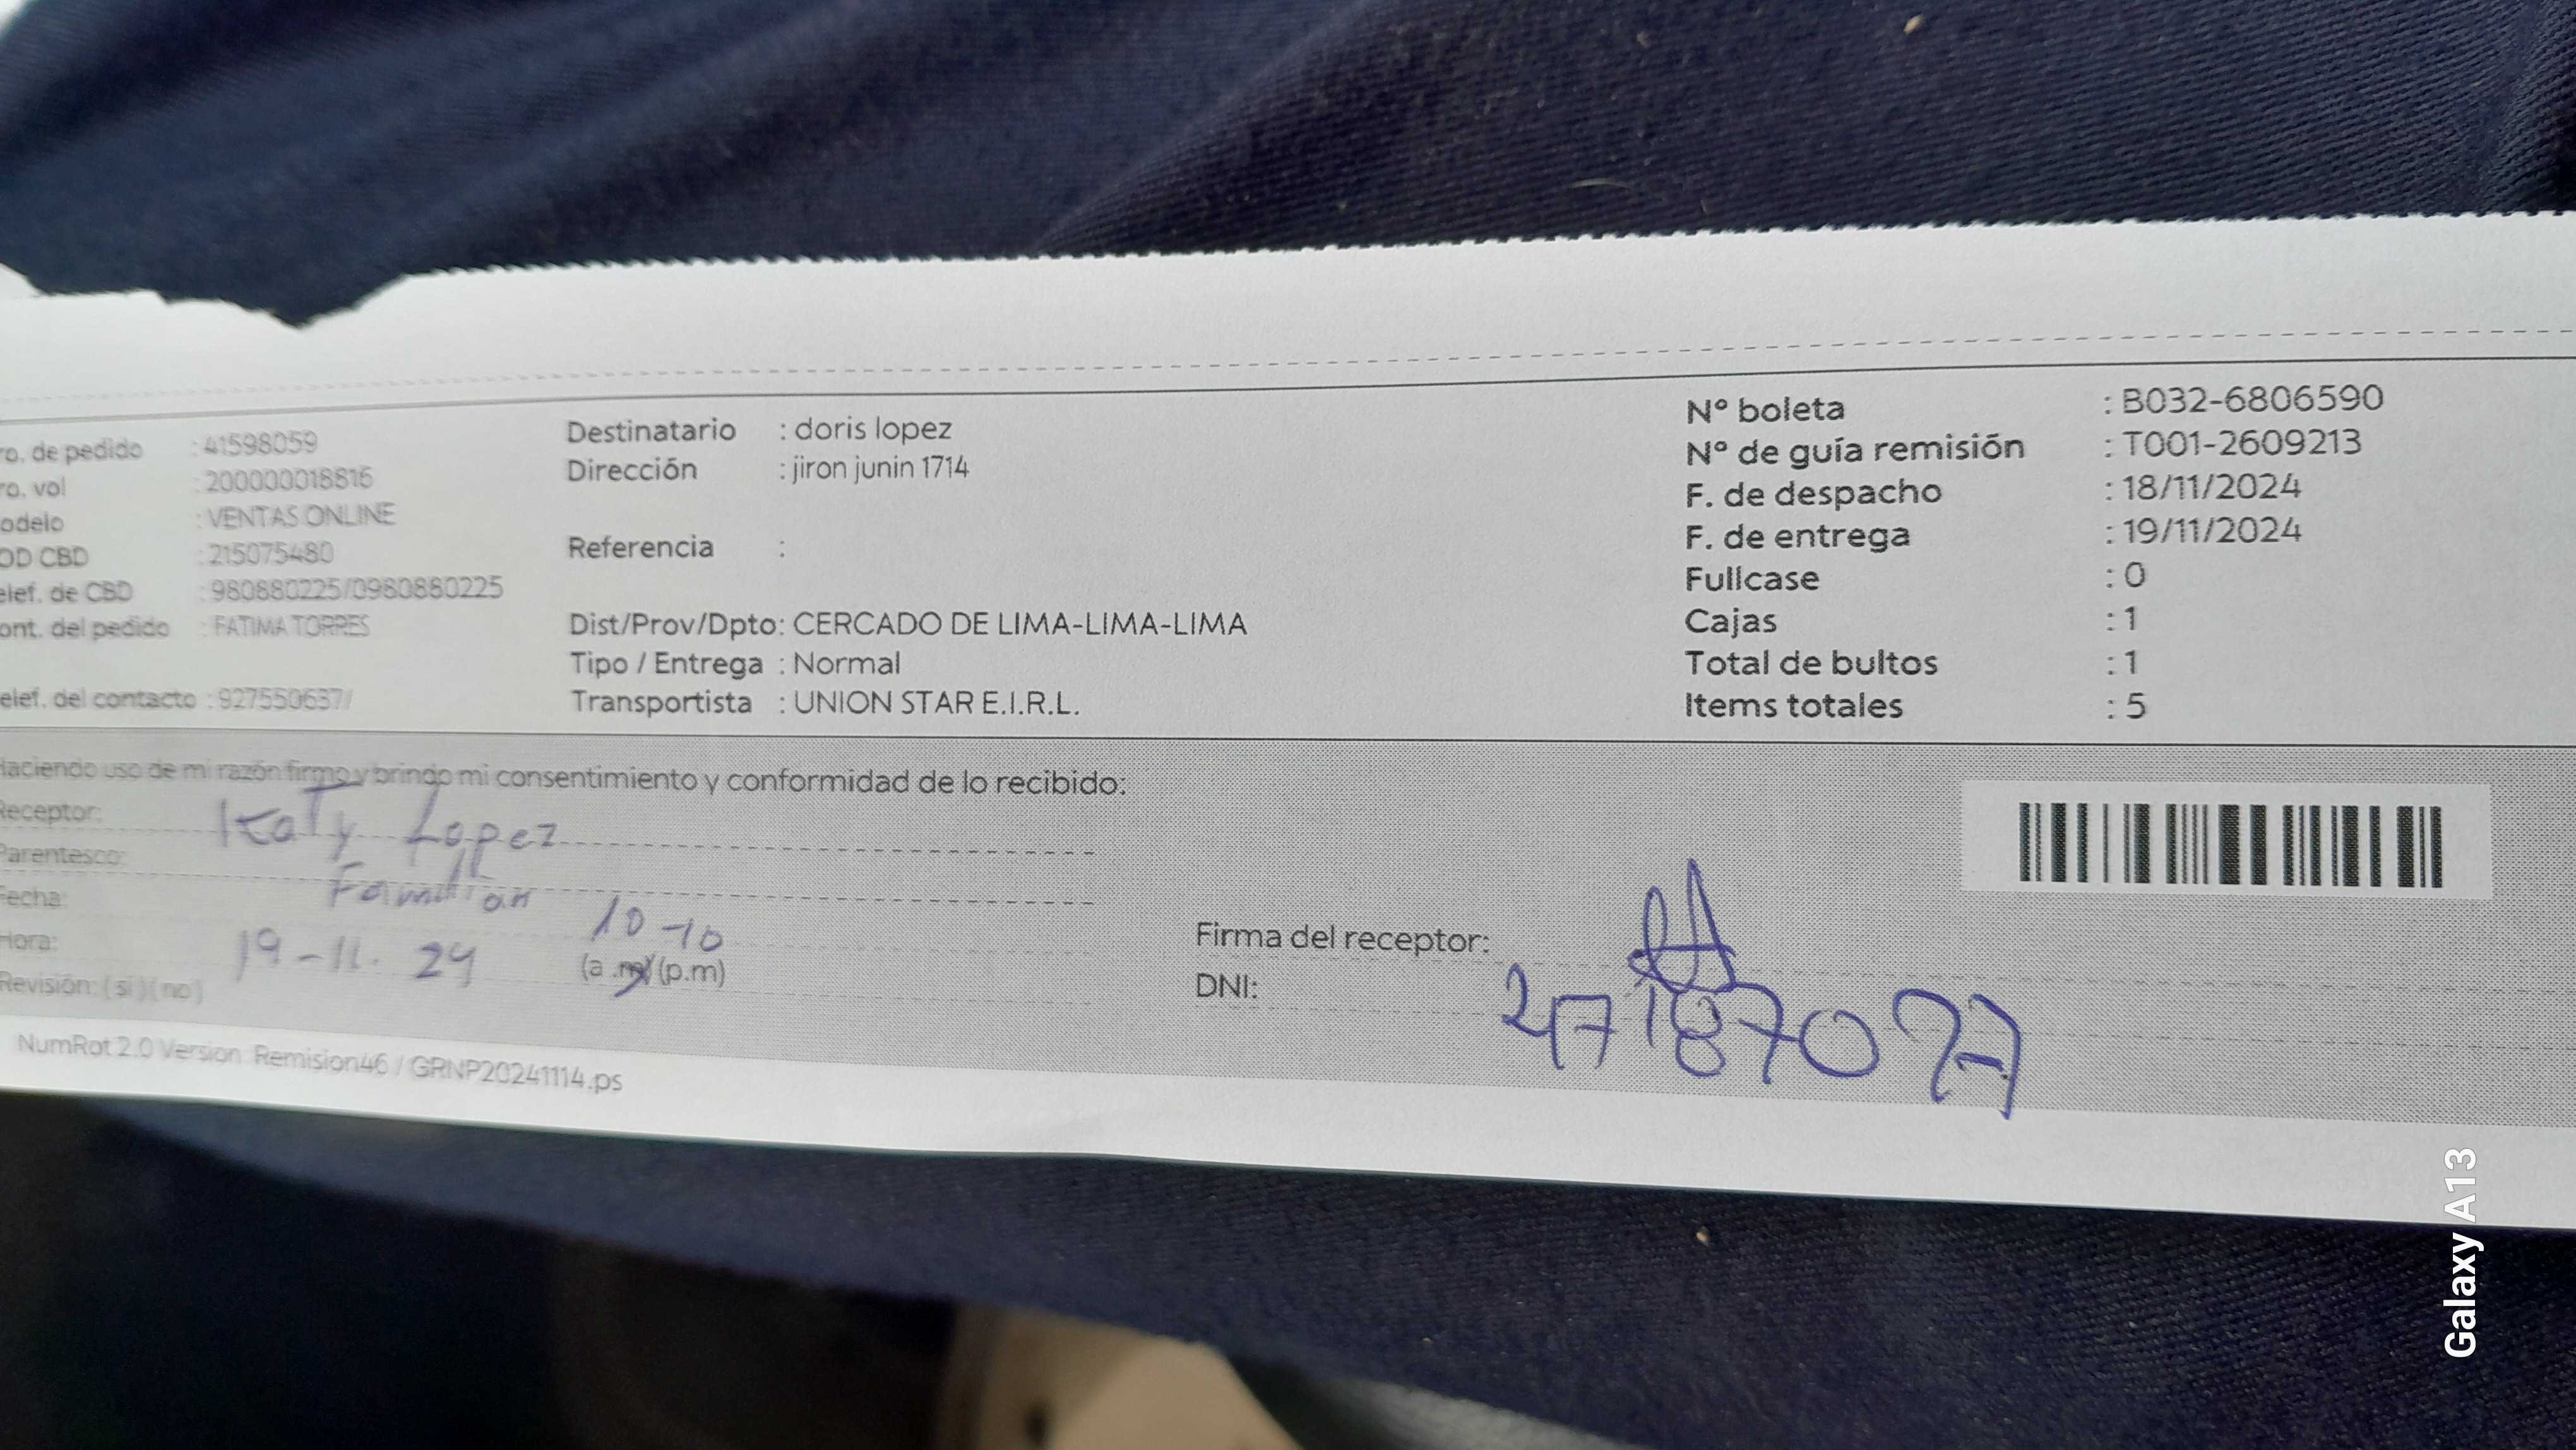 ro. de pedido : 41598059
ro. vol : 200000018816
odelo : VENTAS ONLINE
OD CBD : 215075480
elef. de CBD : 980880225/0980880225
ont. del pedido : FATIMA TORRES
elef. del contacto : 927550637/
Destinatario : doris lopez
Dirección : jiron junin 1714
Referencia :
Dist/Prov/Dpto: CERCADO DE LIMA-LIMA-LIMA
Tipo / Entrega : Normal
Transportista : UNION STAR E.I.R.L.
Nº boleta : B032-6806590
Nº de guía remisión : T001-2609213
F. de despacho : 18/11/2024
F. de entrega : 19/11/2024
Fullcase : 0
Cajas : 1
Total de bultos : 1
Items totales : 5
Haciendo uso de mi razón firmo y brindo mi consentimiento y conformidad de lo recibido:
Receptor: Katy Lopez
Parentesco: Familiar
Fecha: 19-11. 24
Hora: 10-10
(a.m)(p.m)
Revisión: (si)(no)
Firma del receptor:
DNI: 47187077
NumRot 2.0 Version: Remision46 / GRNP20241114.ps
Galaxy A13